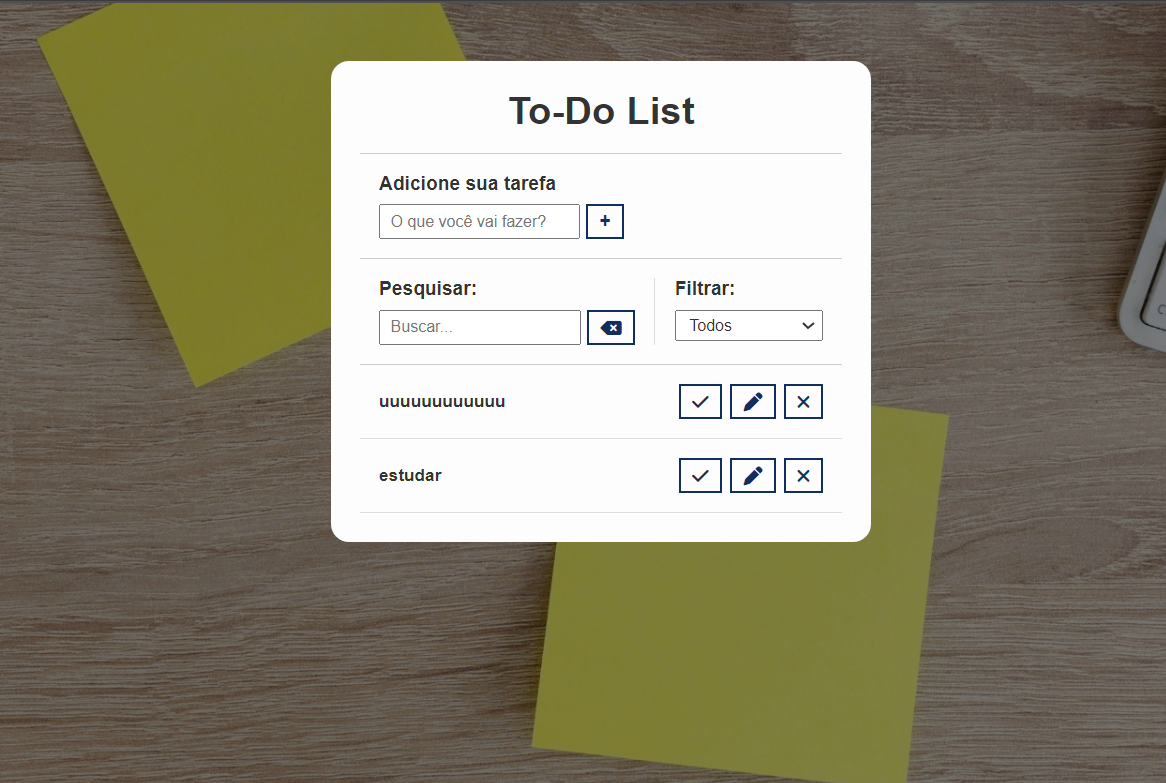 To-Do List
Adicione sua tarefa
O que você vai fazer?
+
Pesquisar:
Filtrar:
Buscar...
Todos
uuuuuuuuuuuu
estudar